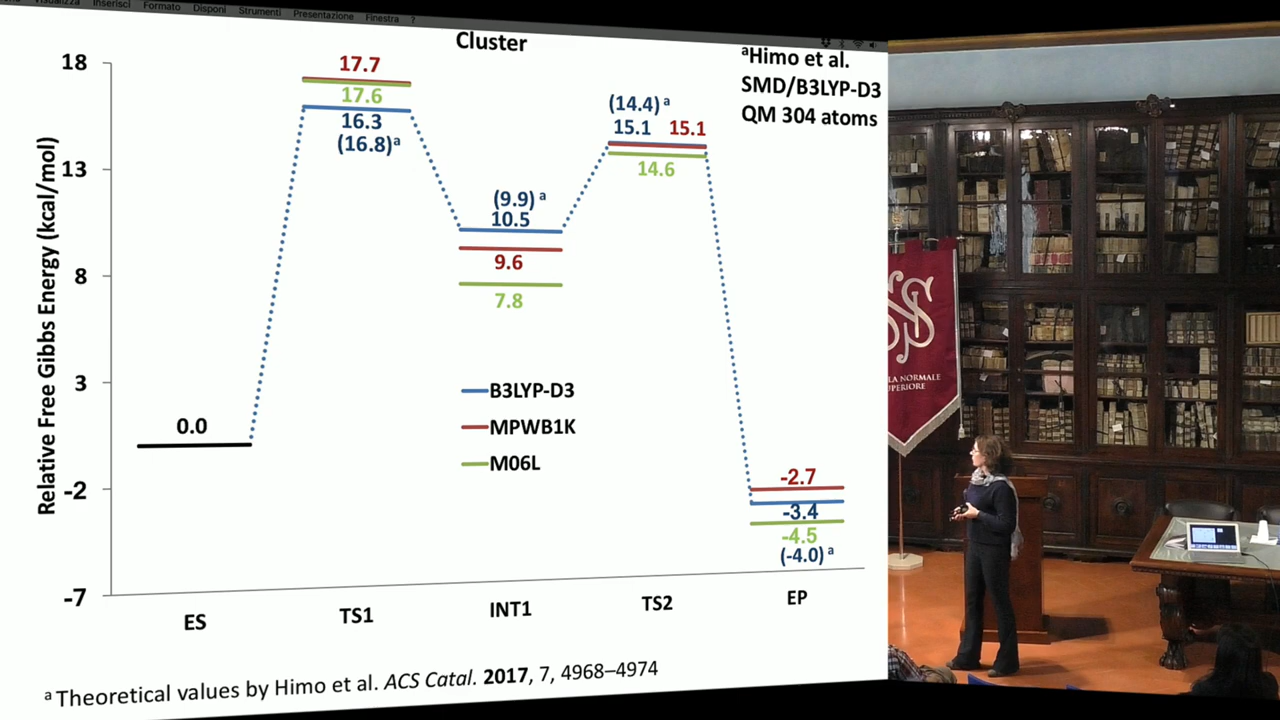 Visualizza Inserisci Formato Disponi Strumenti Presentazione Finestra ?
Cluster
ᵃHimo et al.
SMD/B3LYP-D3
QM 304 atoms
Relative Free Gibbs Energy (kcal/mol)
18
13
8
3
-2
-7
0.0
17.7
17.6
16.3
(16.8)ᵃ
(9.9) ᵃ
10.5
9.6
7.8
(14.4) ᵃ
15.1 15.1
14.6
-2.7
-3.4
-4.5
(-4.0) ᵃ
B3LYP-D3
MPWB1K
M06L
ES TS1 INT1 TS2 EP
ᵃ Theoretical values by Himo et al. ACS Catal. 2017, 7, 4968–4974
SNS
LA NORMALE
UPERIORE